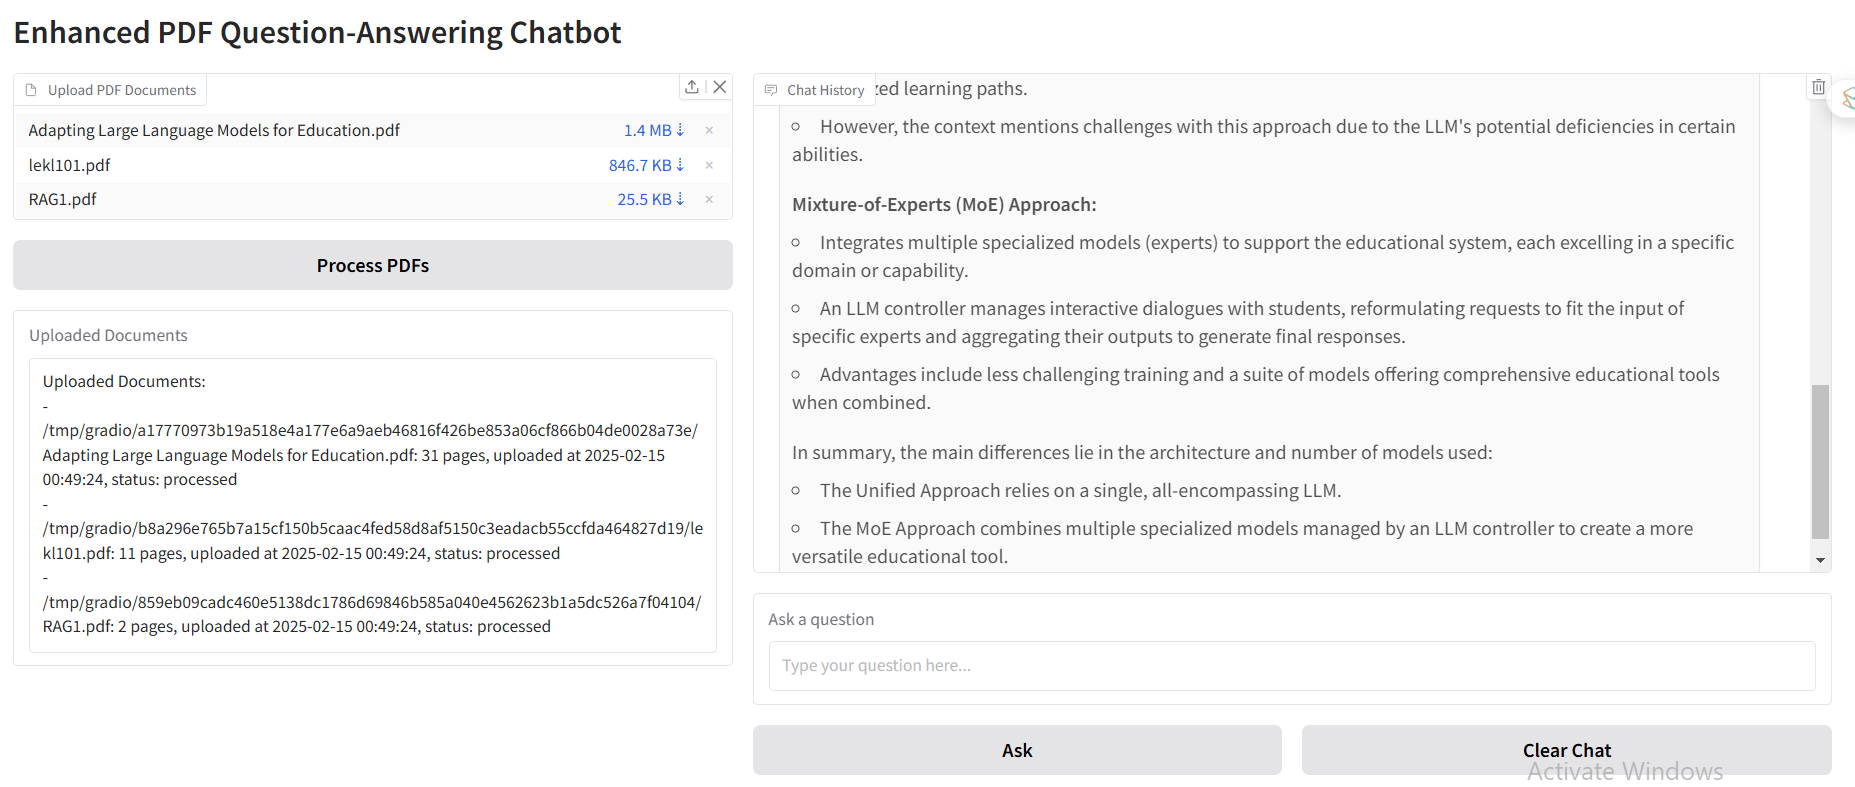 Enhanced PDF Question-Answering Chatbot
Upload PDF Documents
Adapting Large Language Models for Education.pdf 1.4 MB ⇣ ×
lekl101.pdf 846.7 KB ⇣ ×
RAG1.pdf 25.5 KB ⇣ ×
Process PDFs
Uploaded Documents
Uploaded Documents:
-
/tmp/gradio/a17770973b19a518e4a177e6a9aeb46816f426be853a06cf866b04de0028a73e/
Adapting Large Language Models for Education.pdf: 31 pages, uploaded at 2025-02-15
00:49:24, status: processed
-
/tmp/gradio/b8a296e765b7a15cf150b5caac4fed58d8af5150c3eadacb55ccfda464827d19/le
kl101.pdf: 11 pages, uploaded at 2025-02-15 00:49:24, status: processed
-
/tmp/gradio/859eb09cadc460e5138dc1786d69846b585a040e4562623b1a5dc526a7f04104/
RAG1.pdf: 2 pages, uploaded at 2025-02-15 00:49:24, status: processed
Chat History
zed learning paths.
○ However, the context mentions challenges with this approach due to the LLM's potential deficiencies in certain
abilities.
Mixture-of-Experts (MoE) Approach:
○ Integrates multiple specialized models (experts) to support the educational system, each excelling in a specific
domain or capability.
○ An LLM controller manages interactive dialogues with students, reformulating requests to fit the input of
specific experts and aggregating their outputs to generate final responses.
○ Advantages include less challenging training and a suite of models offering comprehensive educational tools
when combined.
In summary, the main differences lie in the architecture and number of models used:
○ The Unified Approach relies on a single, all-encompassing LLM.
○ The MoE Approach combines multiple specialized models managed by an LLM controller to create a more
versatile educational tool.
Ask a question
Type your question here...
Ask
Clear Chat
Activate Windows